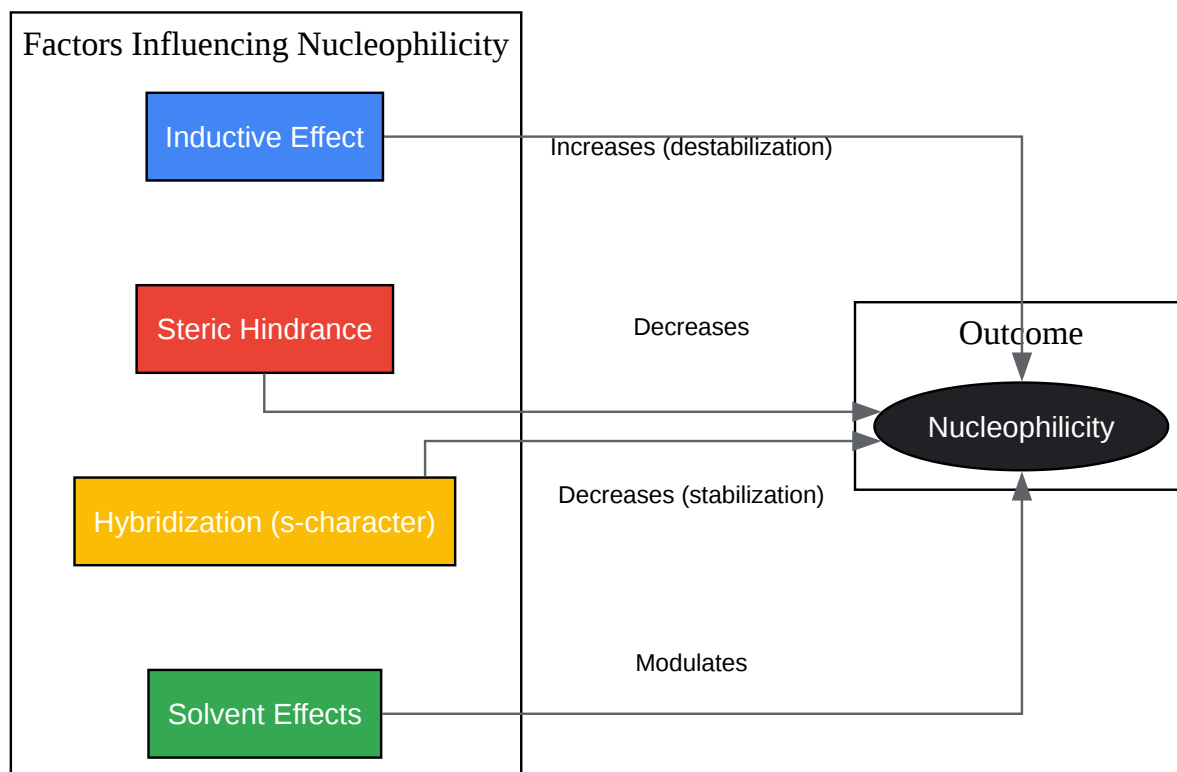 Factors Influencing Nucleophilicity
Inductive Effect
Increases (destabilization)
Steric Hindrance
Decreases
Outcome
Nucleophilicity
Hybridization (s-character)
Decreases (stabilization)
Solvent Effects
Modulates